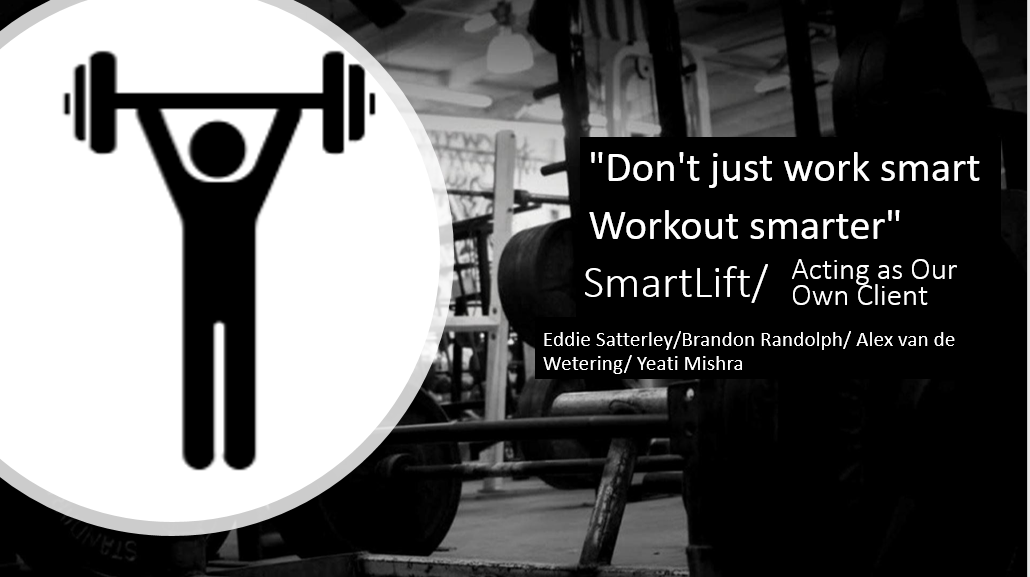 "Don't just work smart
Workout smarter"
SmartLift/
Acting as Our
Own Client
Eddie Satterley/Brandon Randolph/ Alex van de
Wetering/ Yeati Mishra
STANDARD